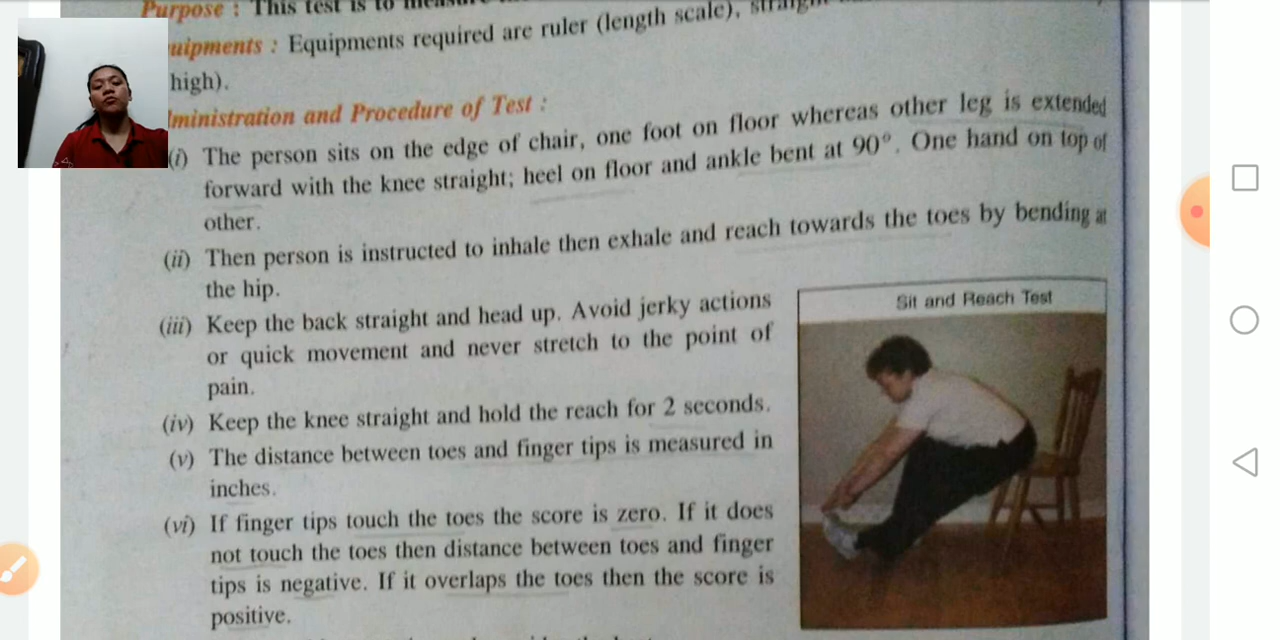 Purpose : This test is to measure
uipments : Equipments required are ruler (length scale), straight
high).
lministration and Procedure of Test :
(i) The person sits on the edge of chair, one foot on floor whereas other leg is extended
forward with the knee straight; heel on floor and ankle bent at 90°. One hand on top of
other.
(ii) Then person is instructed to inhale then exhale and reach towards the toes by bending at
the hip.
(iii) Keep the back straight and head up. Avoid jerky actions
or quick movement and never stretch to the point of
pain.
(iv) Keep the knee straight and hold the reach for 2 seconds.
(v) The distance between toes and finger tips is measured in
inches.
(vi) If finger tips touch the toes the score is zero. If it does
not touch the toes then distance between toes and finger
tips is negative. If it overlaps the toes then the score is
positive.
Sit and Reach Test